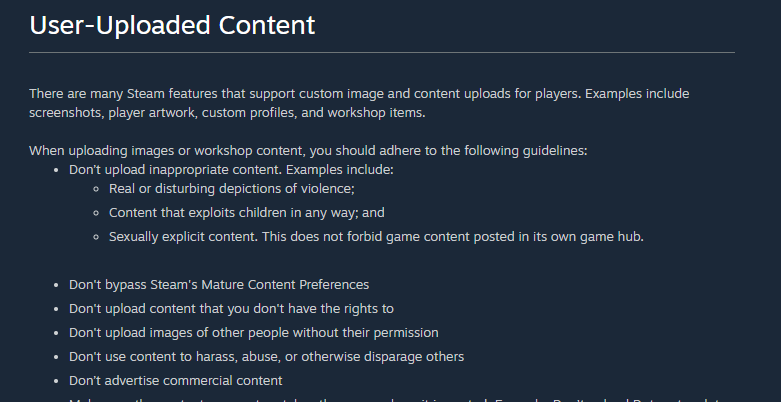 User-Uploaded Content
There are many Steam features that support custom image and content uploads for players. Examples include
screenshots, player artwork, custom profiles, and workshop items.
When uploading images or workshop content, you should adhere to the following guidelines:
• Don't upload inappropriate content. Examples include:
◦ Real or disturbing depictions of violence;
◦ Content that exploits children in any way; and
◦ Sexually explicit content. This does not forbid game content posted in its own game hub.
• Don't bypass Steam's Mature Content Preferences
• Don't upload content that you don't have the rights to
• Don't upload images of other people without their permission
• Don't use content to harass, abuse, or otherwise disparage others
• Don't advertise commercial content